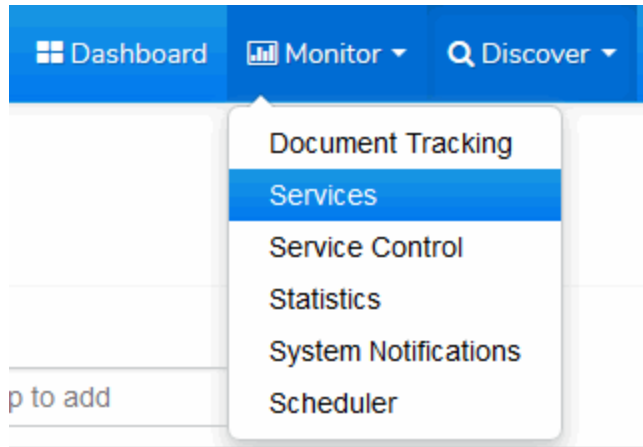 Dashboard Monitor Discover
Document Tracking
Services
Service Control
Statistics
System Notifications
p to add
Scheduler